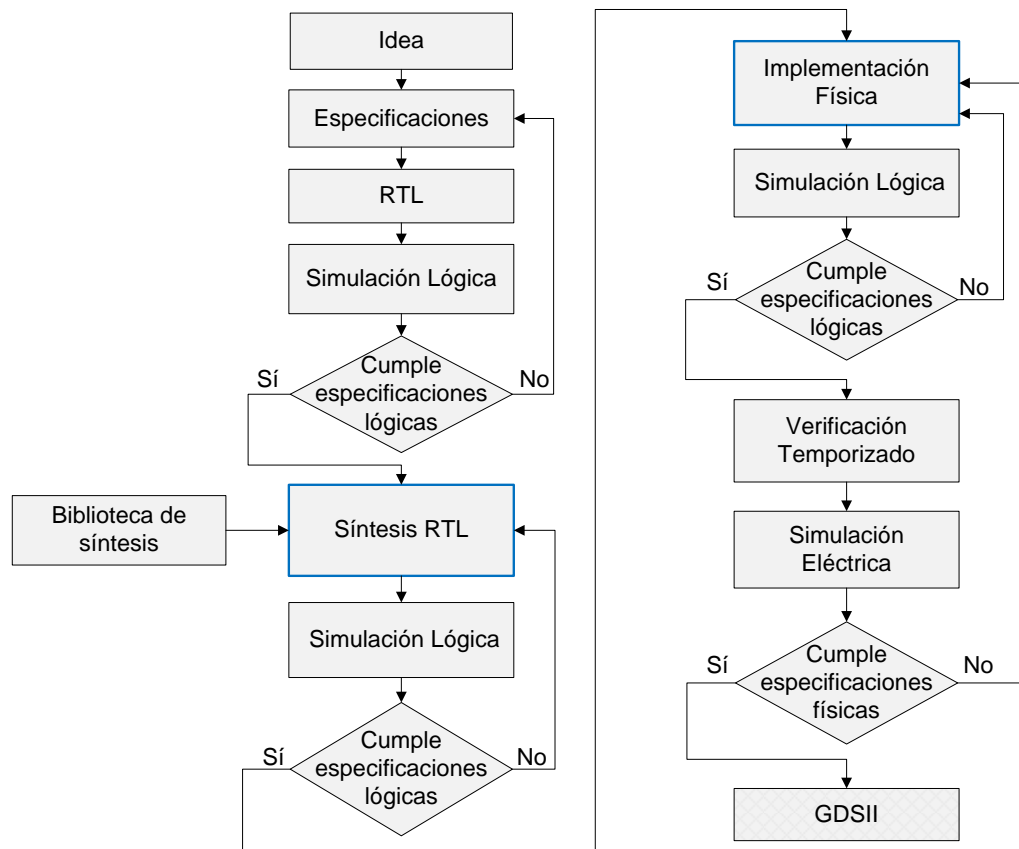 Idea
Especificaciones
RTL
Simulación Lógica
Cumple
especificaciones
lógicas
Sí
No
Biblioteca de
síntesis
Síntesis RTL
Simulación Lógica
Cumple
especificaciones
lógicas
Sí
No
Implementación
Física
Simulación Lógica
Cumple
especificaciones
lógicas
Sí
No
Verificación
Temporizado
Simulación
Eléctrica
Cumple
especificaciones
físicas
Sí
No
GDSII